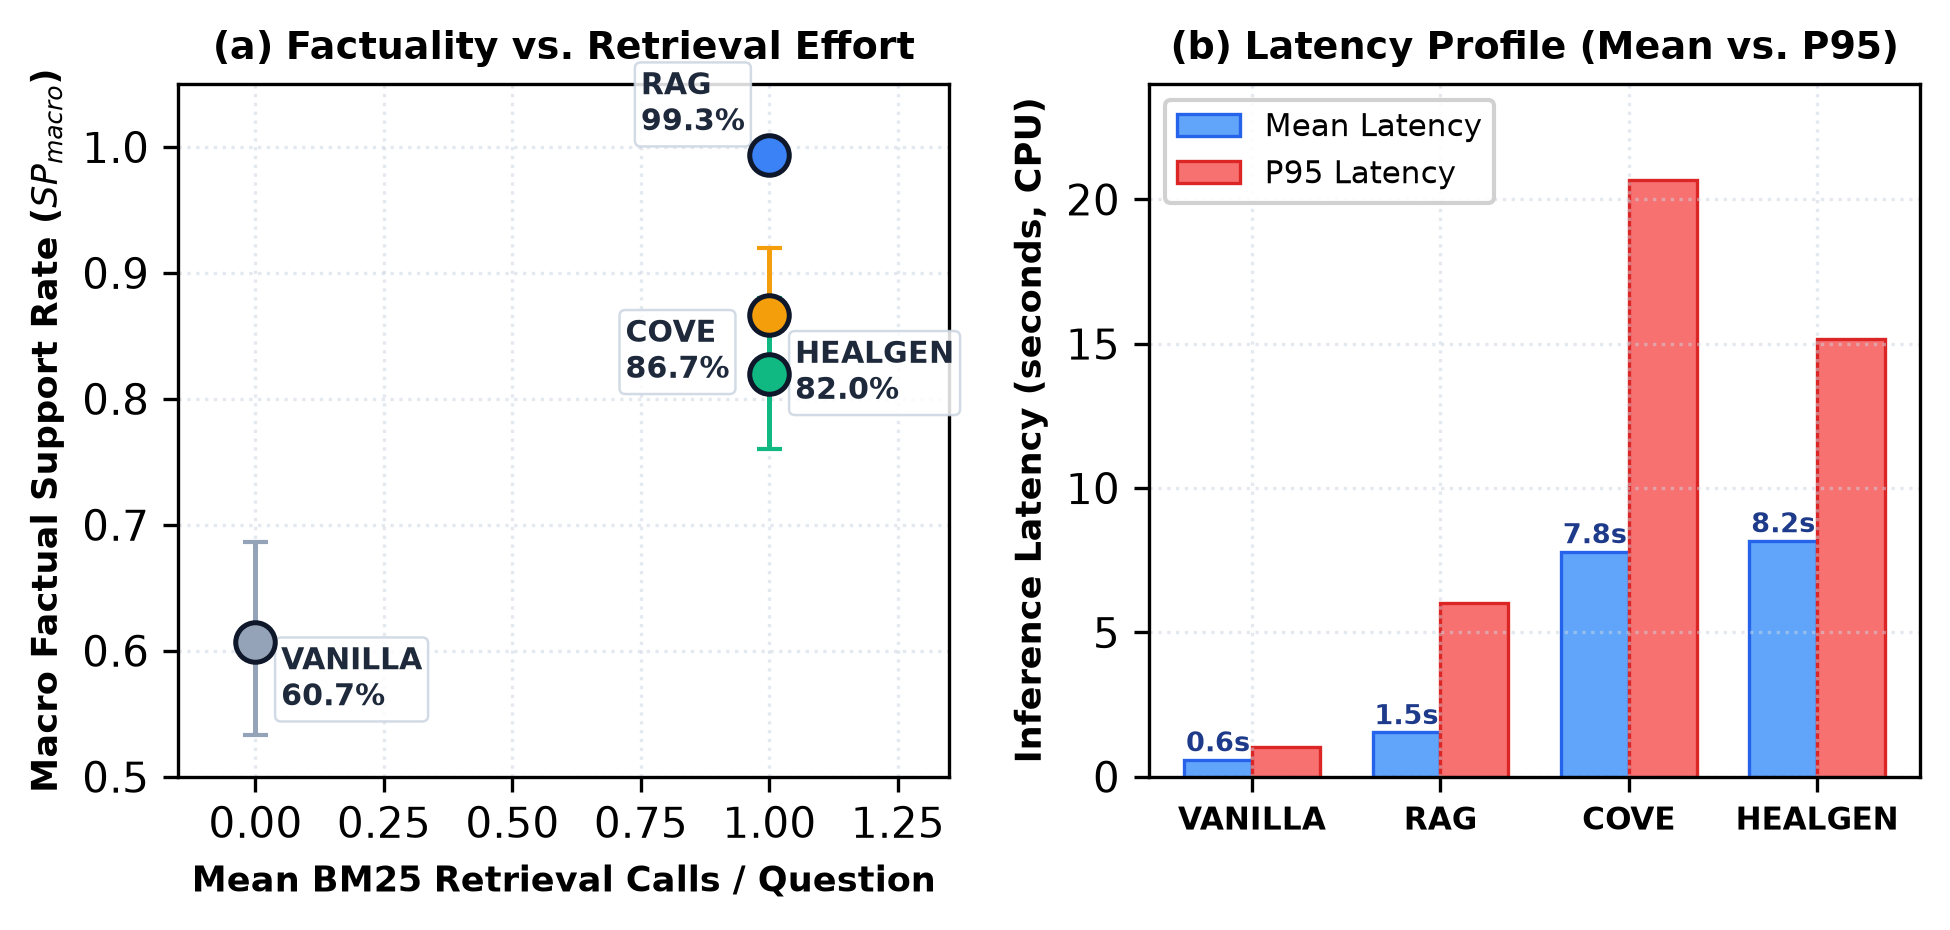 (a) Factuality vs. Retrieval Effort
Macro Factual Support Rate (SP_macro)
1.0
0.9
0.8
0.7
0.6
0.5
RAG
99.3%
COVE
86.7%
HEALGEN
82.0%
VANILLA
60.7%
0.00 0.25 0.50 0.75 1.00 1.25
Mean BM25 Retrieval Calls / Question
(b) Latency Profile (Mean vs. P95)
Inference Latency (seconds, CPU)
Mean Latency
P95 Latency
20
15
10
5
0
0.6s
1.5s
7.8s
8.2s
VANILLA RAG COVE HEALGEN